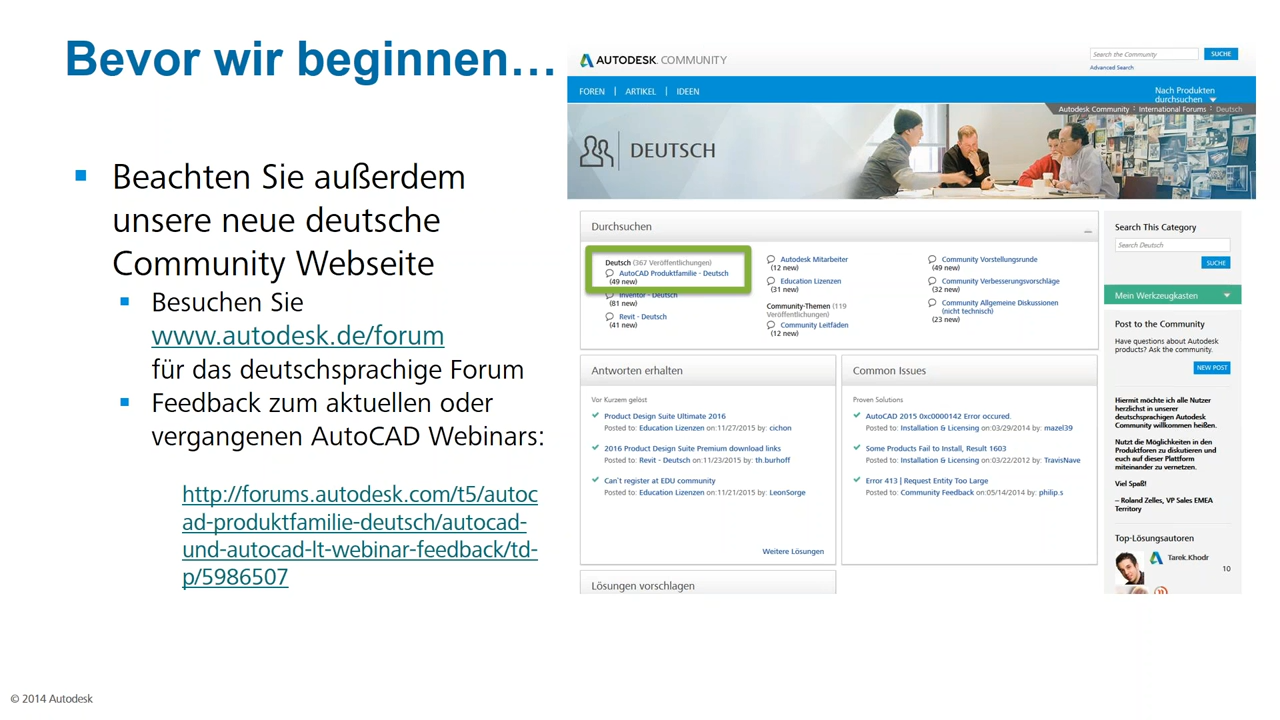 Bevor wir beginnen…
Beachten Sie außerdem
unsere neue deutsche
Community Webseite
Besuchen Sie
www.autodesk.de/forum
für das deutschsprachige Forum
Feedback zum aktuellen oder
vergangenen AutoCAD Webinars:
http://forums.autodesk.com/t5/autoc
ad-produktfamilie-deutsch/autocad-
und-autocad-lt-webinar-feedback/td-
p/5986507
AUTODESK. COMMUNITY
Search the Community
SUCHE
Advanced Search
FOREN | ARTIKEL | IDEEN
Nach Produkten
durchsuchen
Autodesk Community : International Forums : Deutsch
DEUTSCH
Durchsuchen
Deutsch (367 Veröffentlichungen)
AutoCAD Produktfamilie - Deutsch
(49 new)
Inventor - Deutsch
(81 new)
Revit - Deutsch
(41 new)
Autodesk Mitarbeiter
(12 new)
Education Lizenzen
(31 new)
Community-Themen (119
Veröffentlichungen)
Community Leitfäden
(12 new)
Community Vorstellungsrunde
(49 new)
Community Verbesserungsvorschläge
(32 new)
Community Allgemeine Diskussionen
(nicht technisch)
(23 new)
Antworten erhalten
Vor Kurzem gelöst
Product Design Suite Ultimate 2016
Posted to: Education Lizenzen on:11/27/2015 by: cichon
2016 Product Design Suite Premium download links
Posted to: Revit - Deutsch on:11/23/2015 by: th.burhoff
Can't register at EDU community
Posted to: Education Lizenzen on:11/21/2015 by: LeonSorge
Weitere Lösungen
Common Issues
Proven Solutions
AutoCAD 2015 0xc0000142 Error occured.
Posted to: Installation & Licensing on:03/29/2014 by: mazel39
Some Products Fail to Install, Result 1603
Posted to: Installation & Licensing on:03/22/2012 by: TravisNave
Error 413 | Request Entity Too Large
Posted to: Community Feedback on:05/14/2014 by: philip.s
Lösungen vorschlagen
Search This Category
Search Deutsch
SUCHE
Mein Werkzeugkasten
Post to the Community
Have questions about Autodesk
products? Ask the community.
NEW POST
Hiermit möchte ich alle Nutzer
herzlichst in unserer
deutschsprachigen Autodesk
Community willkommen heißen.
Nutzt die Möglichkeiten in den
Produktforen zu diskutieren und
euch auf dieser Plattform
miteinander zu vernetzen.
Viel Spaß!
– Roland Zelles, VP Sales EMEA
Territory
Top-Lösungsautoren
Tarek.Khodr
10
© 2014 Autodesk